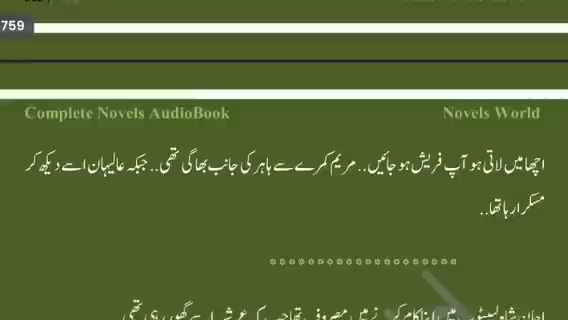 759
Complete Novels AudioBook Novels World
اچھا میں لاتی ہو آپ فریش ہو جائیں.. مریم کمرے سے باہر کی جانب بھاگی تھی.. جبکہ عالیہان اسے دیکھ کر
مسکرا رہا تھا..